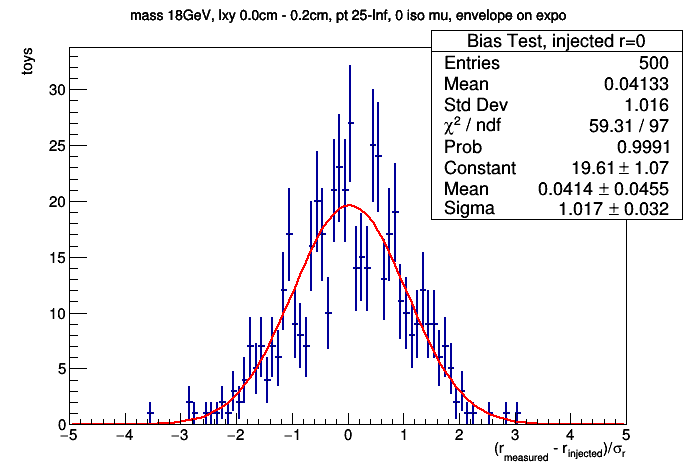 mass 18GeV, lxy 0.0cm - 0.2cm, pt 25-Inf, 0 iso mu, envelope on expo
toys
Bias Test, injected r=0
Entries 500
Mean 0.04133
Std Dev 1.016
χ² / ndf 59.31 / 97
Prob 0.9991
Constant 19.61 ± 1.07
Mean 0.0414 ± 0.0455
Sigma 1.017 ± 0.032
30
25
20
15
10
5
0
−5 −4 −3 −2 −1 0 1 2 3 4 5
(r_measured - r_injected)/σ_r